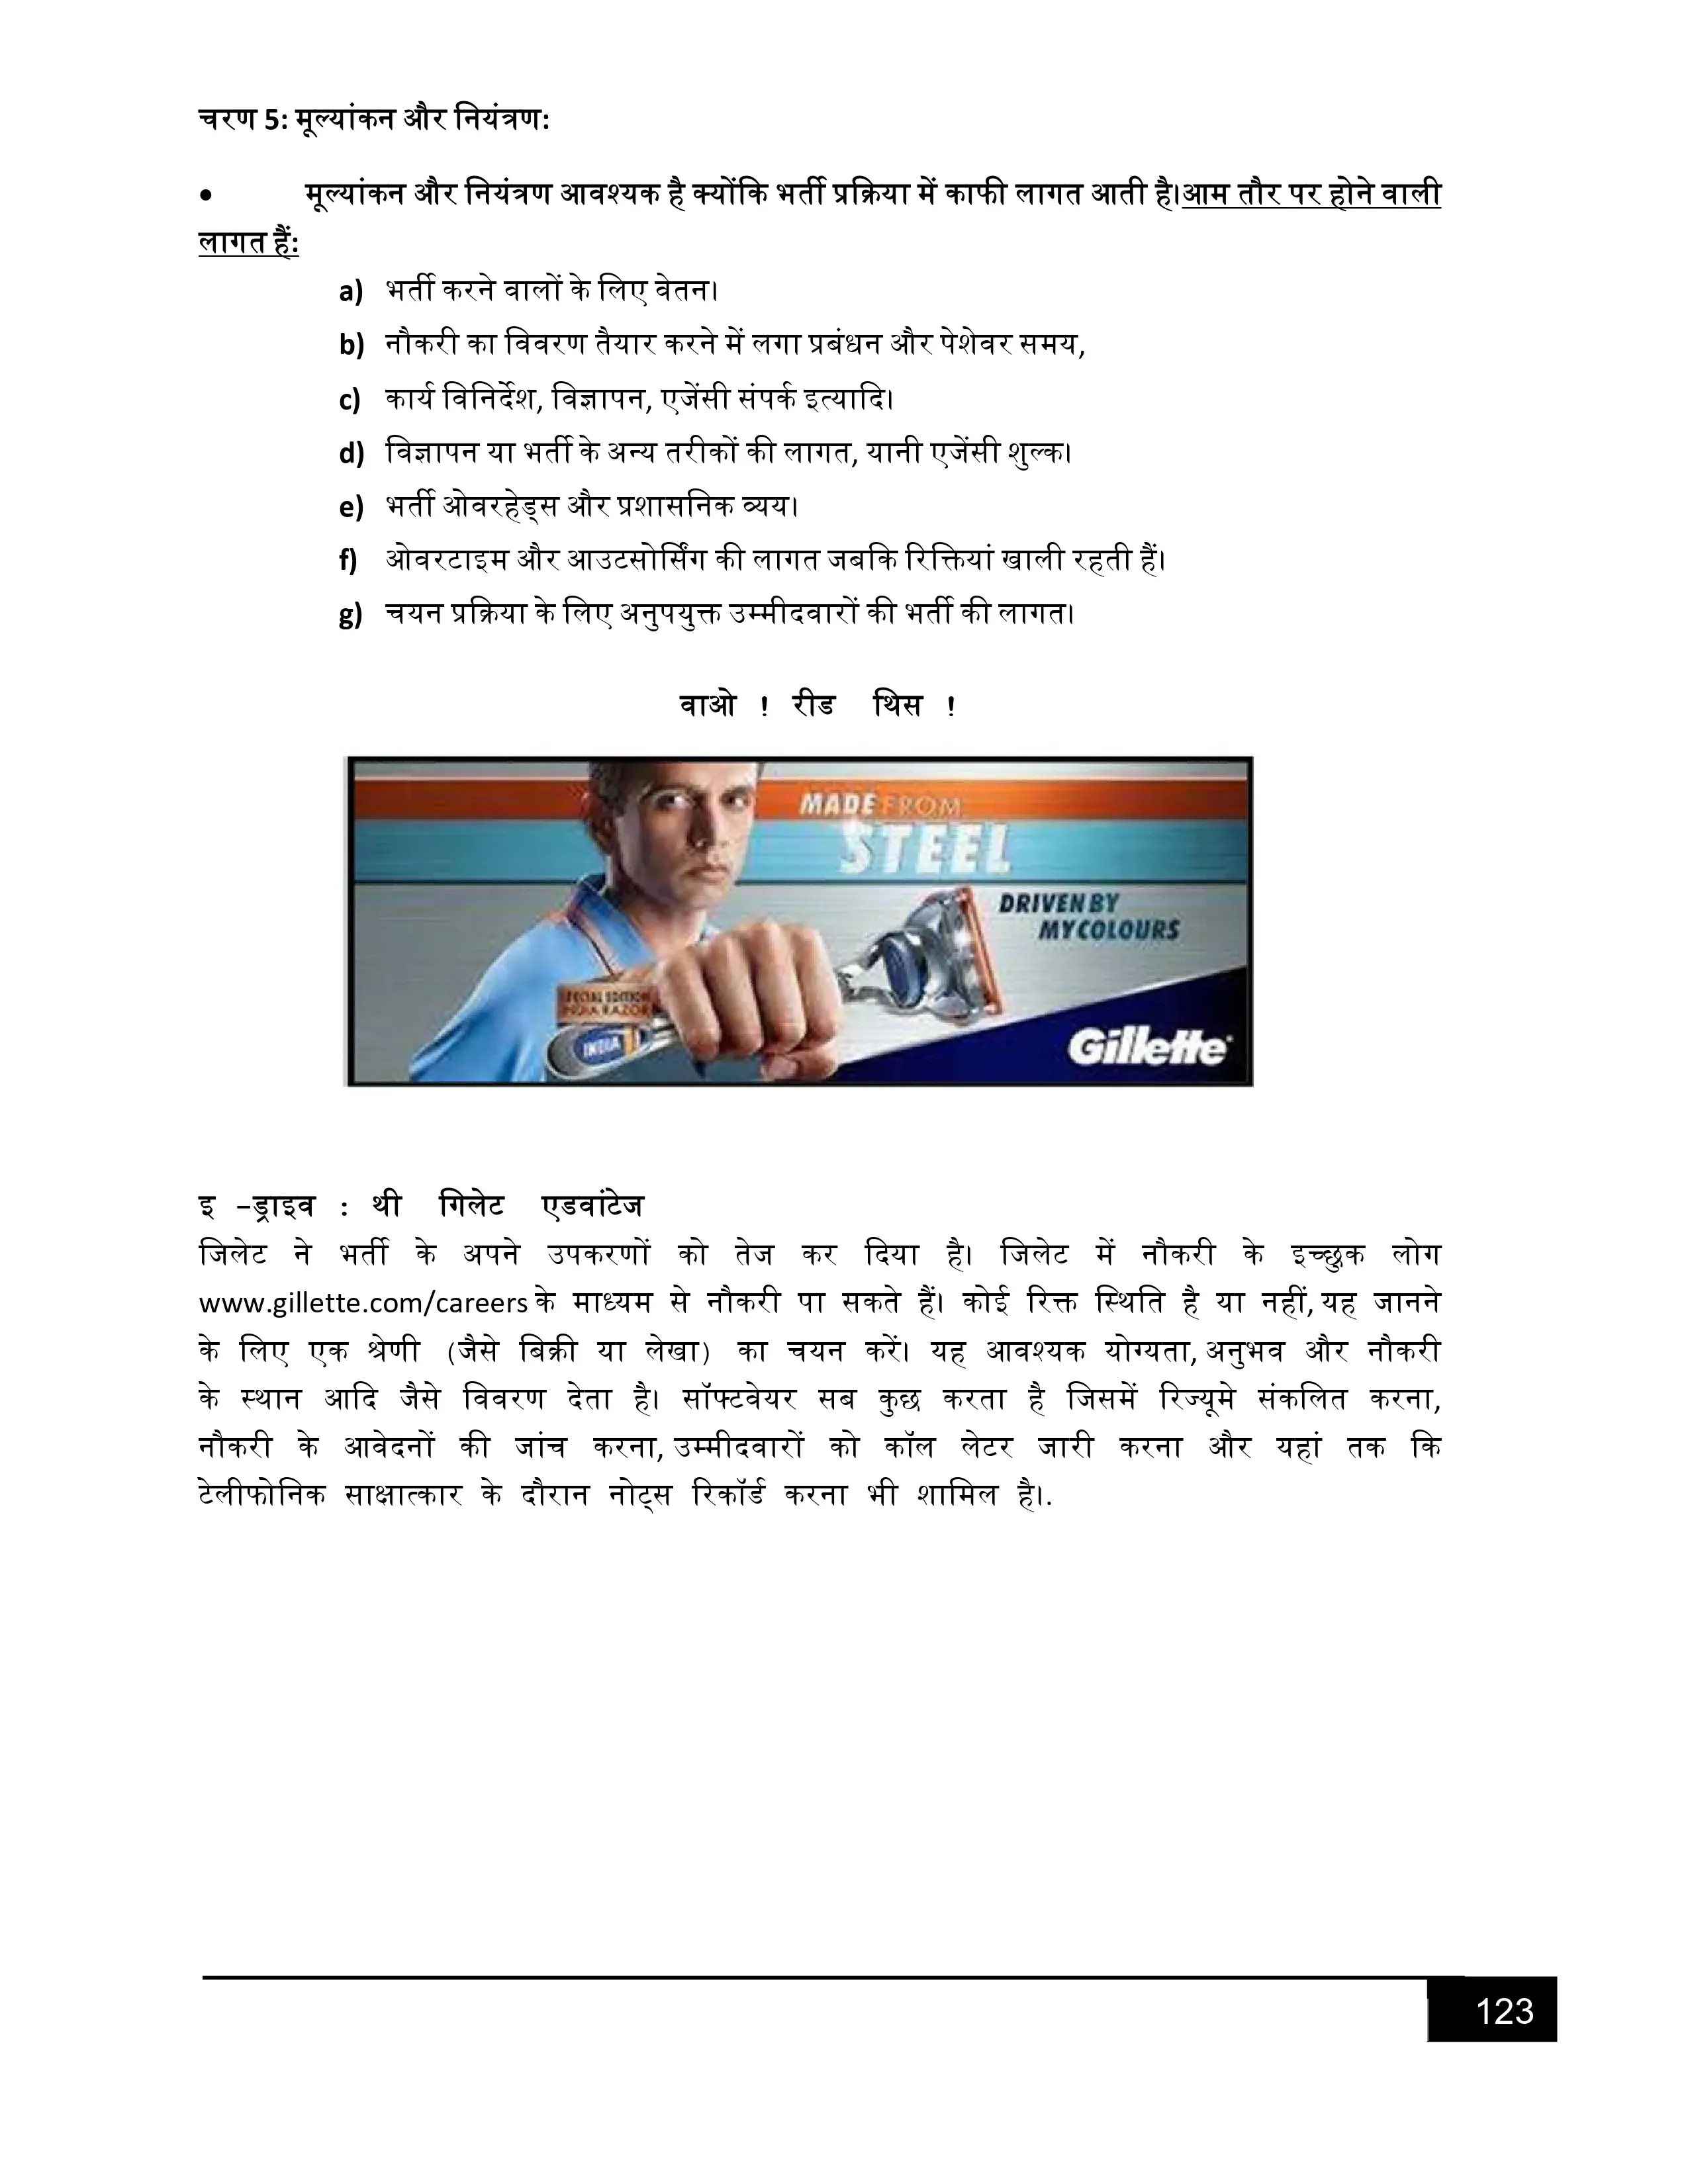 चरण 5: मूल्यांकन और नियंत्रण:
• मूल्यांकन और नियंत्रण आवश्यक है क्योंकि भर्ती प्रक्रिया में काफी लागत आती है।आम तौर पर होने वाली
लागत हैं:
a) भर्ती करने वालों के लिए वेतन।
b) नौकरी का विवरण तैयार करने में लगा प्रबंधन और पेशेवर समय,
c) कार्य विनिर्देश, विज्ञापन, एजेंसी संपर्क इत्यादि।
d) विज्ञापन या भर्ती के अन्य तरीकों की लागत, यानी एजेंसी शुल्क।
e) भर्ती ओवरहेड्स और प्रशासनिक व्यय।
f) ओवरटाइम और आउटसोर्सिंग की लागत जबकि रिक्तियां खाली रहती हैं।
g) चयन प्रक्रिया के लिए अनुपयुक्त उम्मीदवारों की भर्ती की लागत।
वाओ ! रीड थिस !
MADE FROM
STEEL
DRIVEN BY
MY COLOURS
SPECIAL EDITION
INDIA RAZOR
INDIA
Gillette
इ -ड्राइव : थी गिलेट एडवांटेज
जिलेट ने भर्ती के अपने उपकरणों को तेज कर दिया है। जिलेट में नौकरी के इच्छुक लोग
www.gillette.com/careers के माध्यम से नौकरी पा सकते हैं। कोई रिक्त स्थिति है या नहीं, यह जानने
के लिए एक श्रेणी (जैसे बिक्री या लेखा) का चयन करें। यह आवश्यक योग्यता, अनुभव और नौकरी
के स्थान आदि जैसे विवरण देता है। सॉफ्टवेयर सब कुछ करता है जिसमें रिज्यूमे संकलित करना,
नौकरी के आवेदनों की जांच करना, उम्मीदवारों को कॉल लेटर जारी करना और यहां तक कि
टेलीफोनिक साक्षात्कार के दौरान नोट्स रिकॉर्ड करना भी शामिल है।.
123